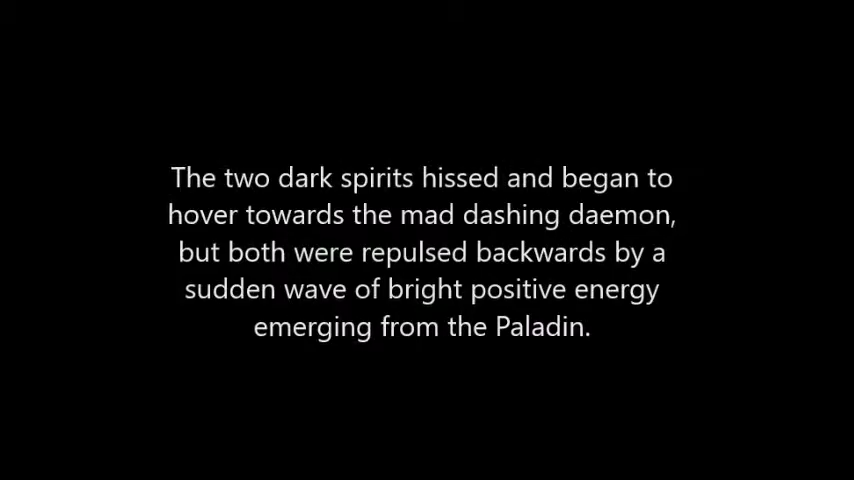 The two dark spirits hissed and began to
hover towards the mad dashing daemon,
but both were repulsed backwards by a
sudden wave of bright positive energy
emerging from the Paladin.